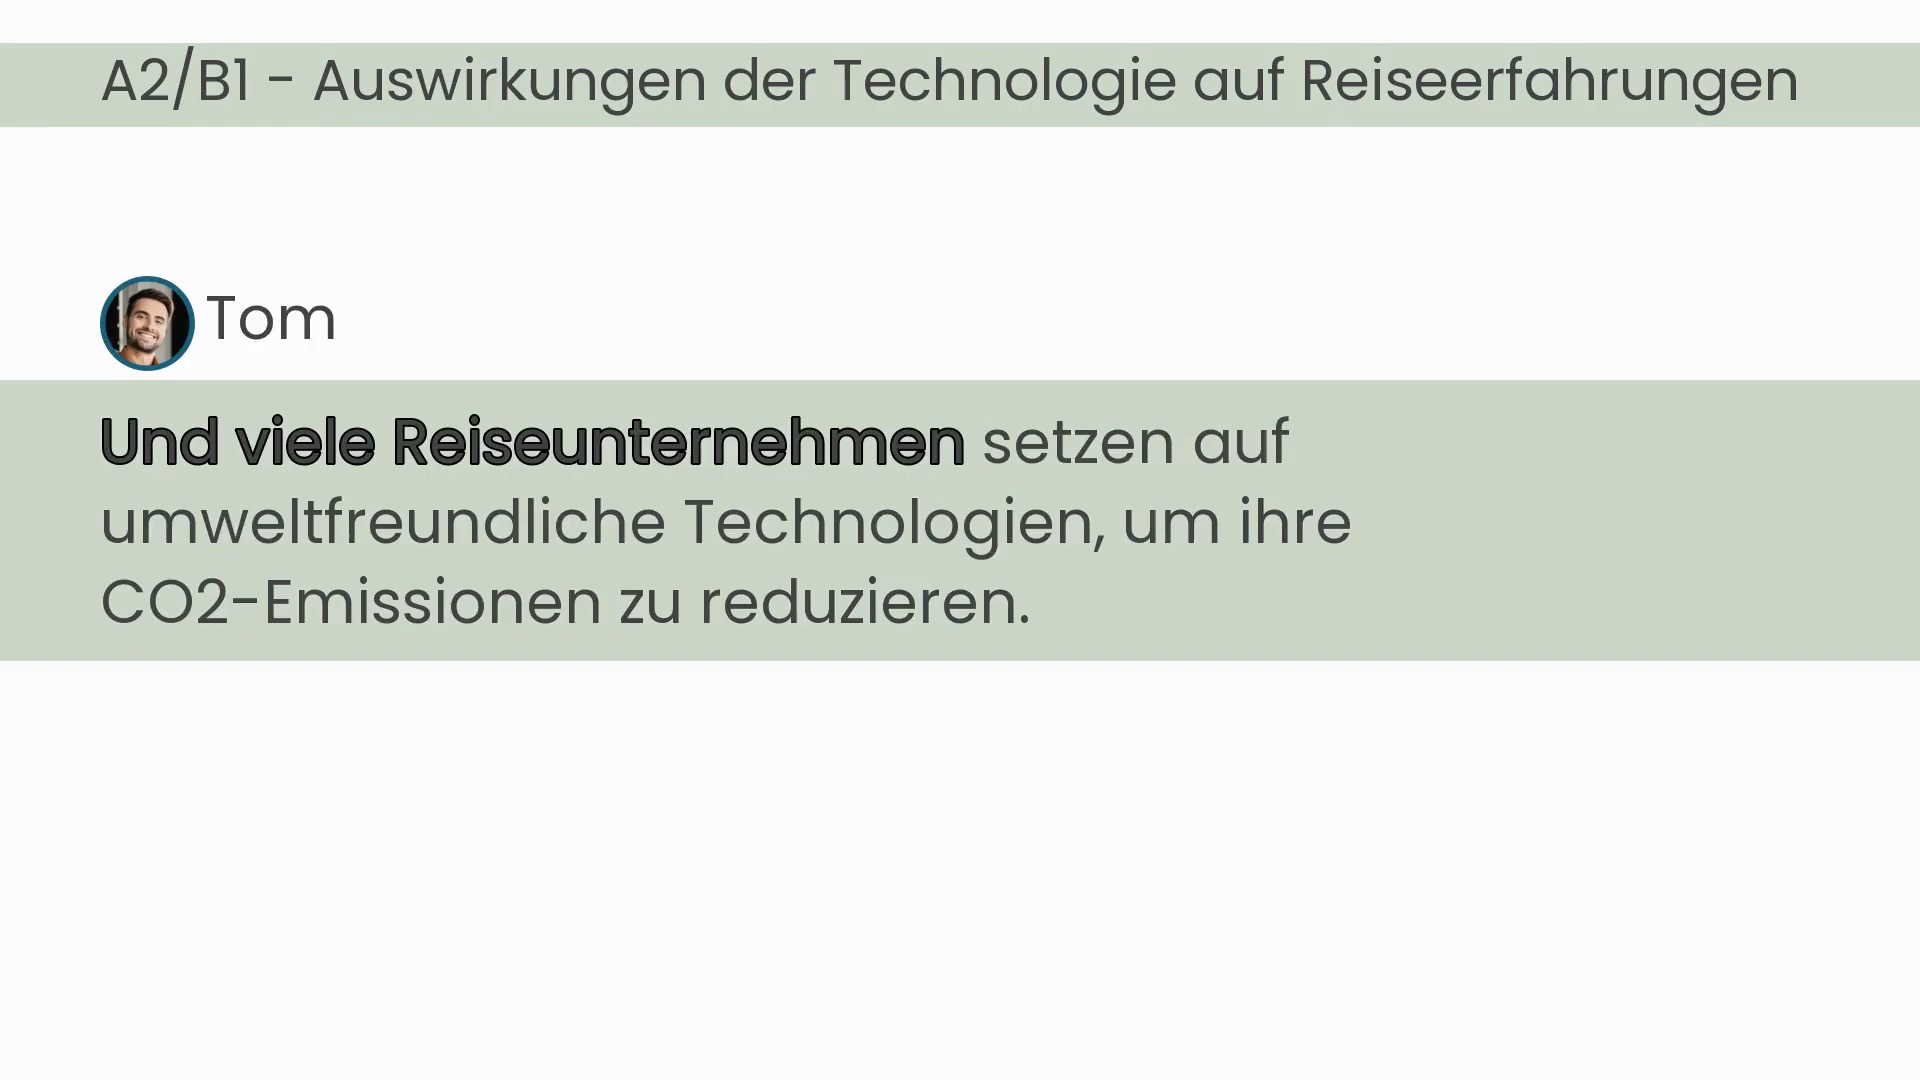 A2/B1 - Auswirkungen der Technologie auf Reiseerfahrungen
Tom
Und viele Reiseunternehmen setzen auf
umweltfreundliche Technologien, um ihre
CO2-Emissionen zu reduzieren.